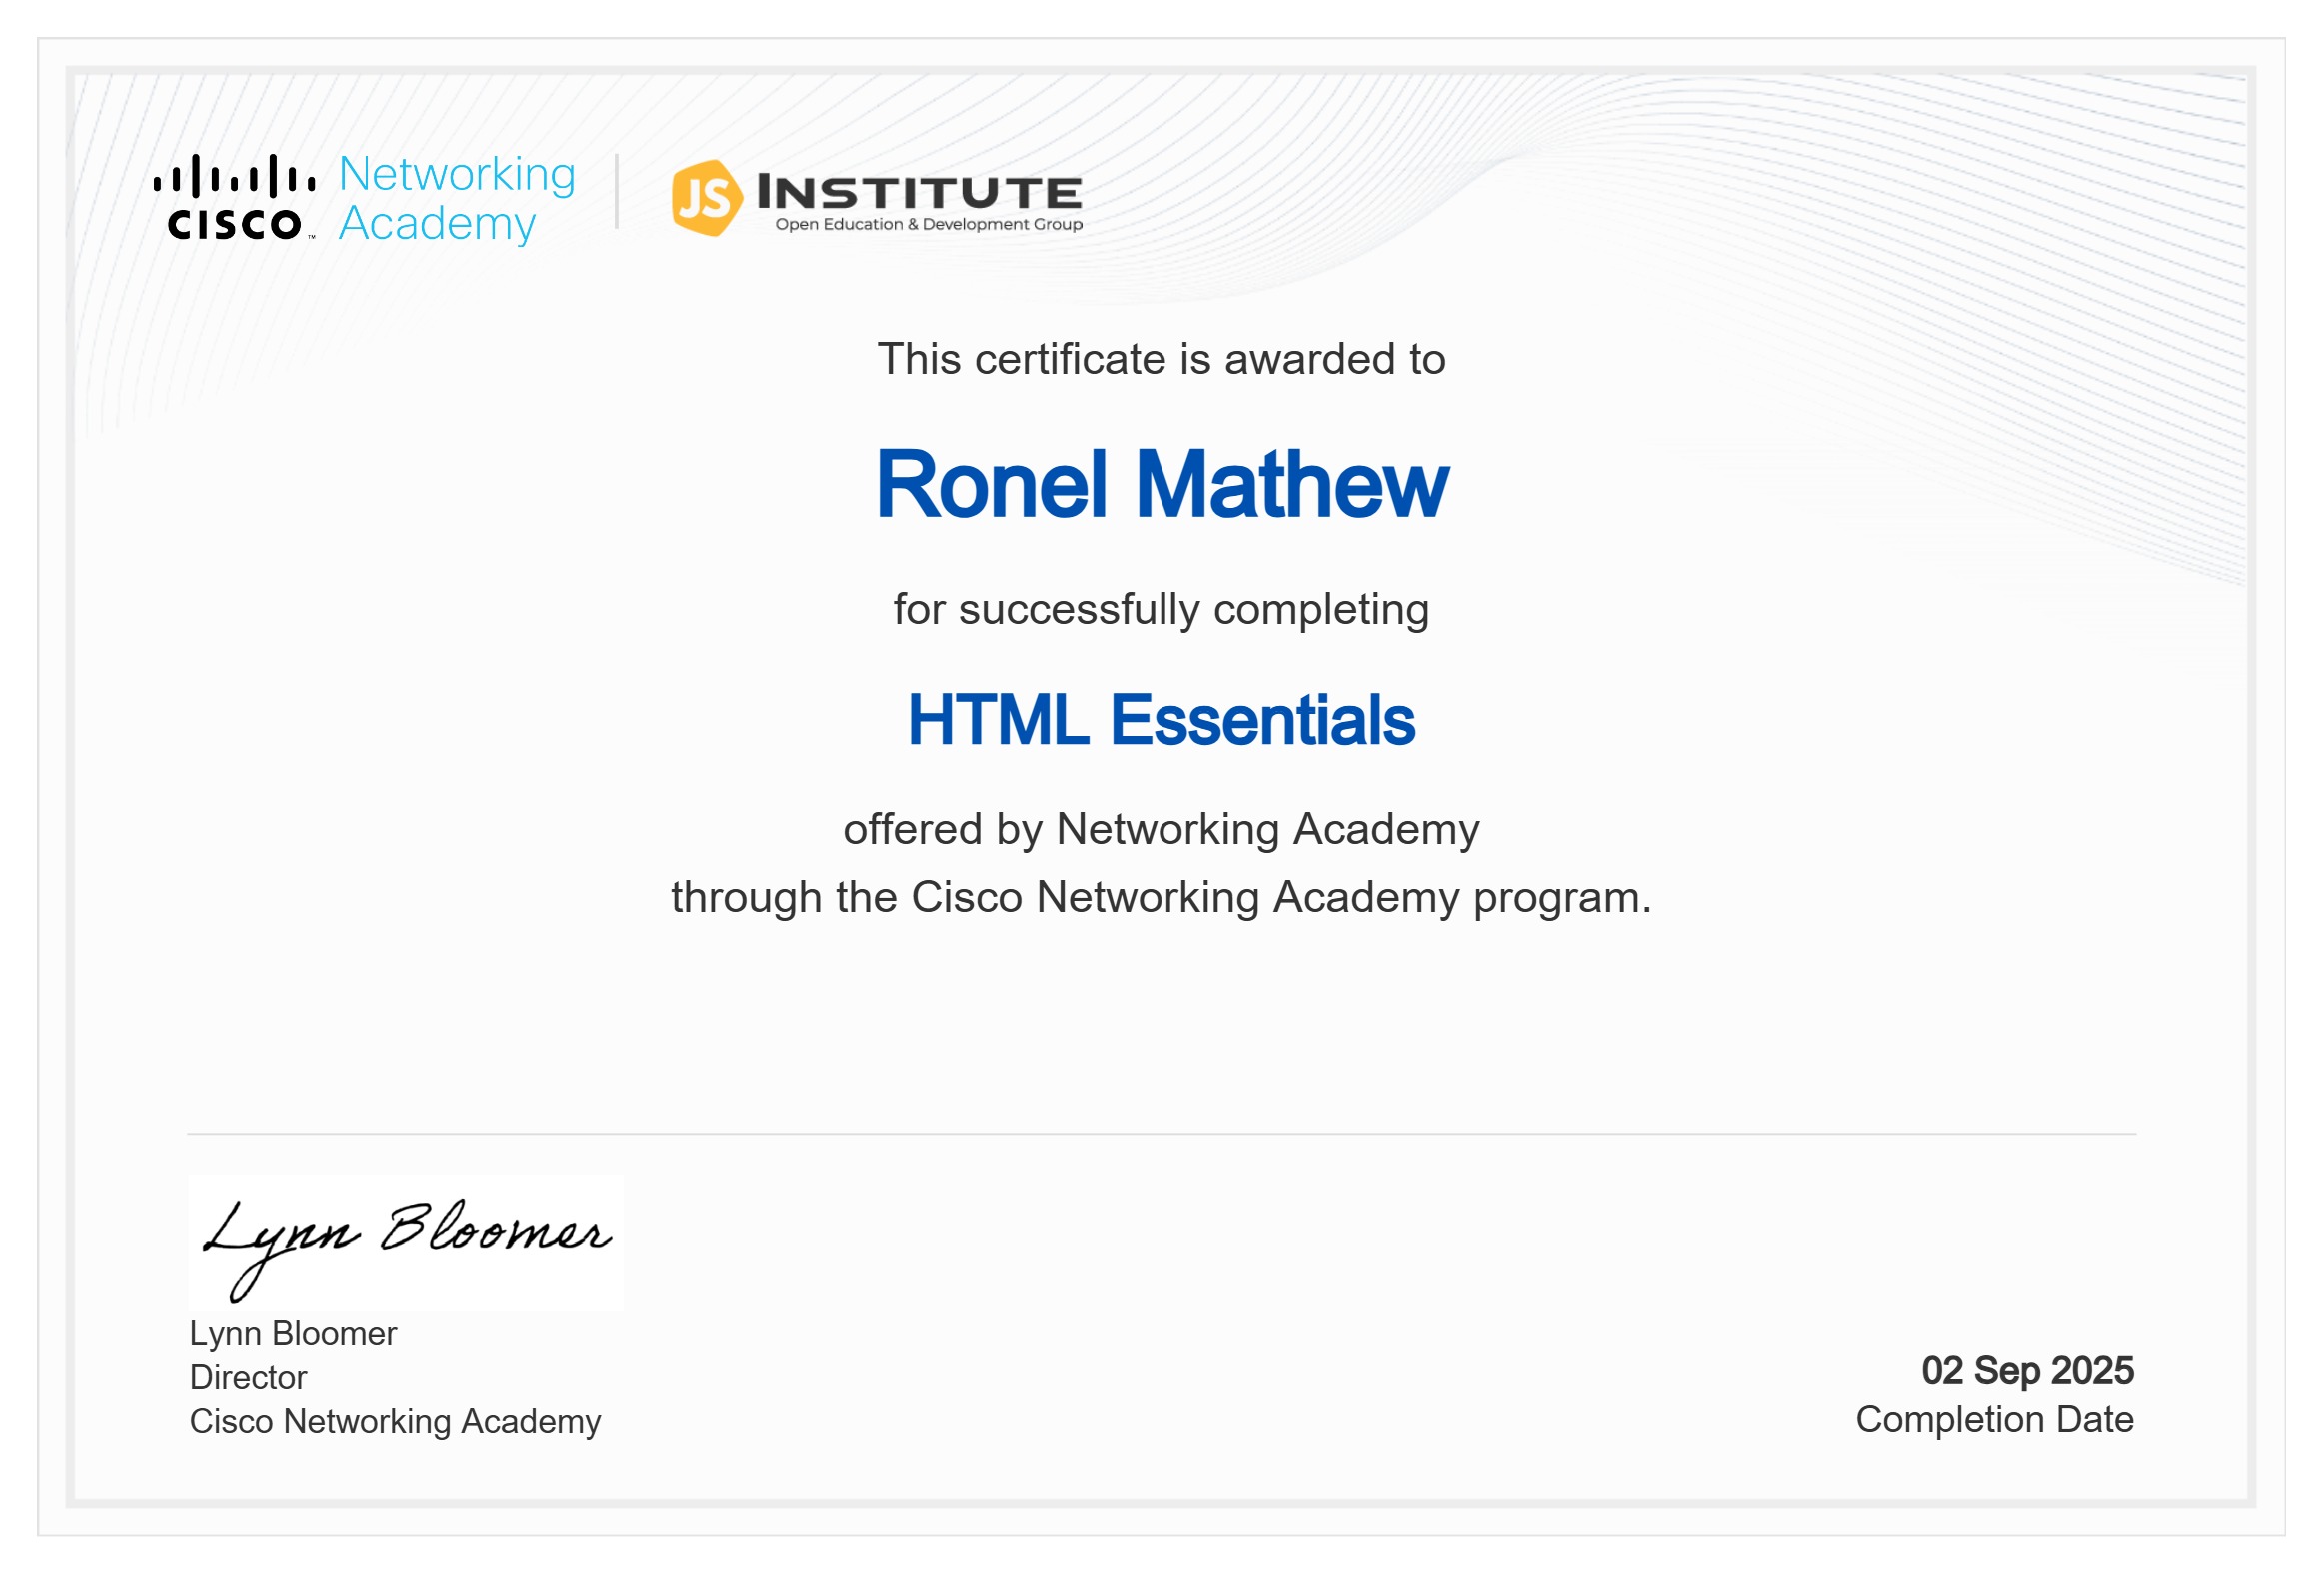 CISCO™ Networking Academy
JS INSTITUTE
Open Education & Development Group
This certificate is awarded to
Ronel Mathew
for successfully completing
HTML Essentials
offered by Networking Academy
through the Cisco Networking Academy program.
Lynn Bloomer
Lynn Bloomer
Director
Cisco Networking Academy
02 Sep 2025
Completion Date